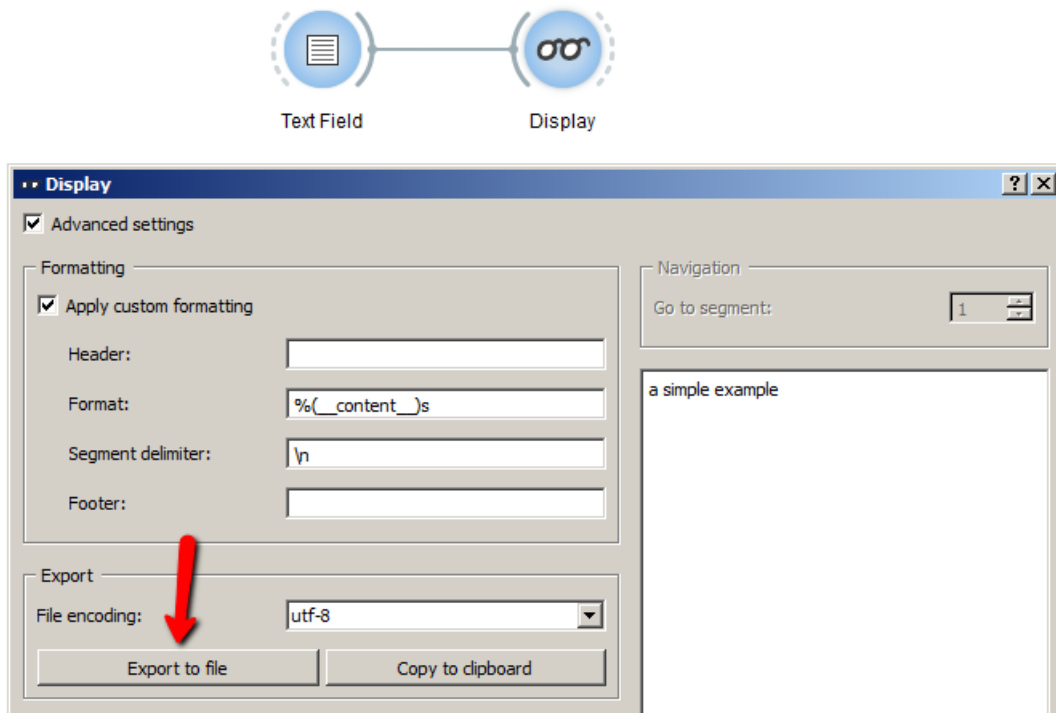 Text Field
Display
Display
Advanced settings
Formatting
Apply custom formatting
Header:
Format:
%(__content__)s
Segment delimiter:
\n
Footer:
Export
File encoding:
utf-8
Export to file
Copy to clipboard
Navigation
Go to segment:
1
a simple example